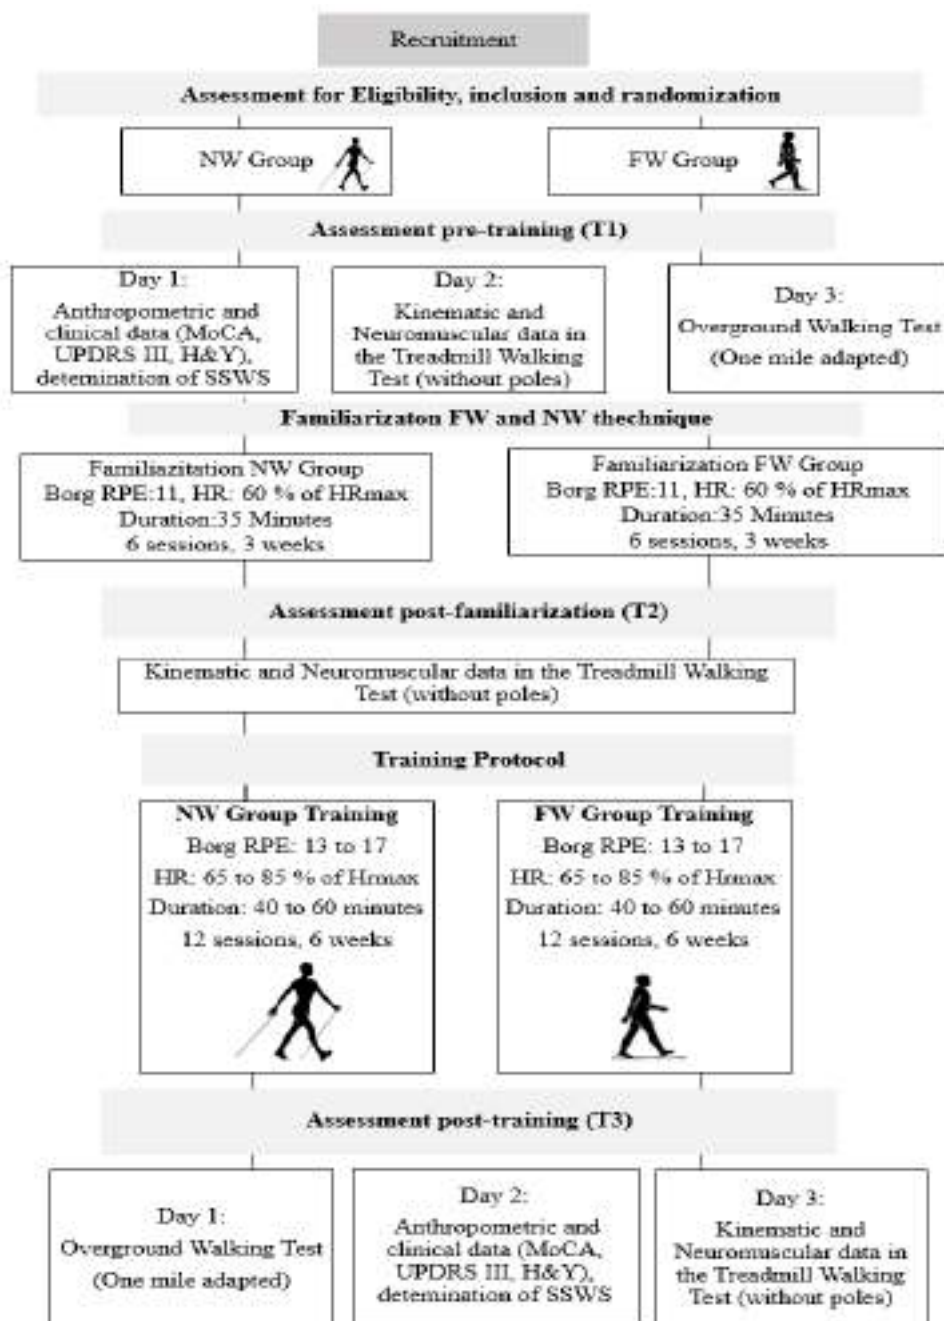 Recruitment
Assessment for Eligibility, inclusion and randomization
NW Group
FW Group
Assessment pre-training (T1)
Day 1:
Anthropometric and
clinical data (MoCA,
UPDRS III, H&Y),
detemination of SSWS
Day 2:
Kinematic and
Neuromuscular data in
the Treadmill Walking
Test (without poles)
Day 3:
Overground Walking Test
(One mile adapted)
Familiarizaton FW and NW thechnique
Familiazitation NW Group
Borg RPE:11, HR: 60 % of HRmax
Duration:35 Minutes
6 sessions, 3 weeks
Familiarization FW Group
Borg RPE:11, HR: 60 % of HRmax
Duration:35 Minutes
6 sessions, 3 weeks
Assessment post-familiarization (T2)
Kinematic and Neuromuscular data in the Treadmill Walking
Test (without poles)
Training Protocol
NW Group Training
Borg RPE: 13 to 17
HR: 65 to 85 % of Hrmax
Duration: 40 to 60 minutes
12 sessions, 6 weeks
FW Group Training
Borg RPE: 13 to 17
HR: 65 to 85 % of Hrmax
Duration: 40 to 60 minutes
12 sessions, 6 weeks
Assessment post-training (T3)
Day 1:
Overground Walking Test
(One mile adapted)
Day 2:
Anthropometric and
clinical data (MoCA,
UPDRS III, H&Y),
detemination of SSWS
Day 3:
Kinematic and
Neuromuscular data in
the Treadmill Walking
Test (without poles)